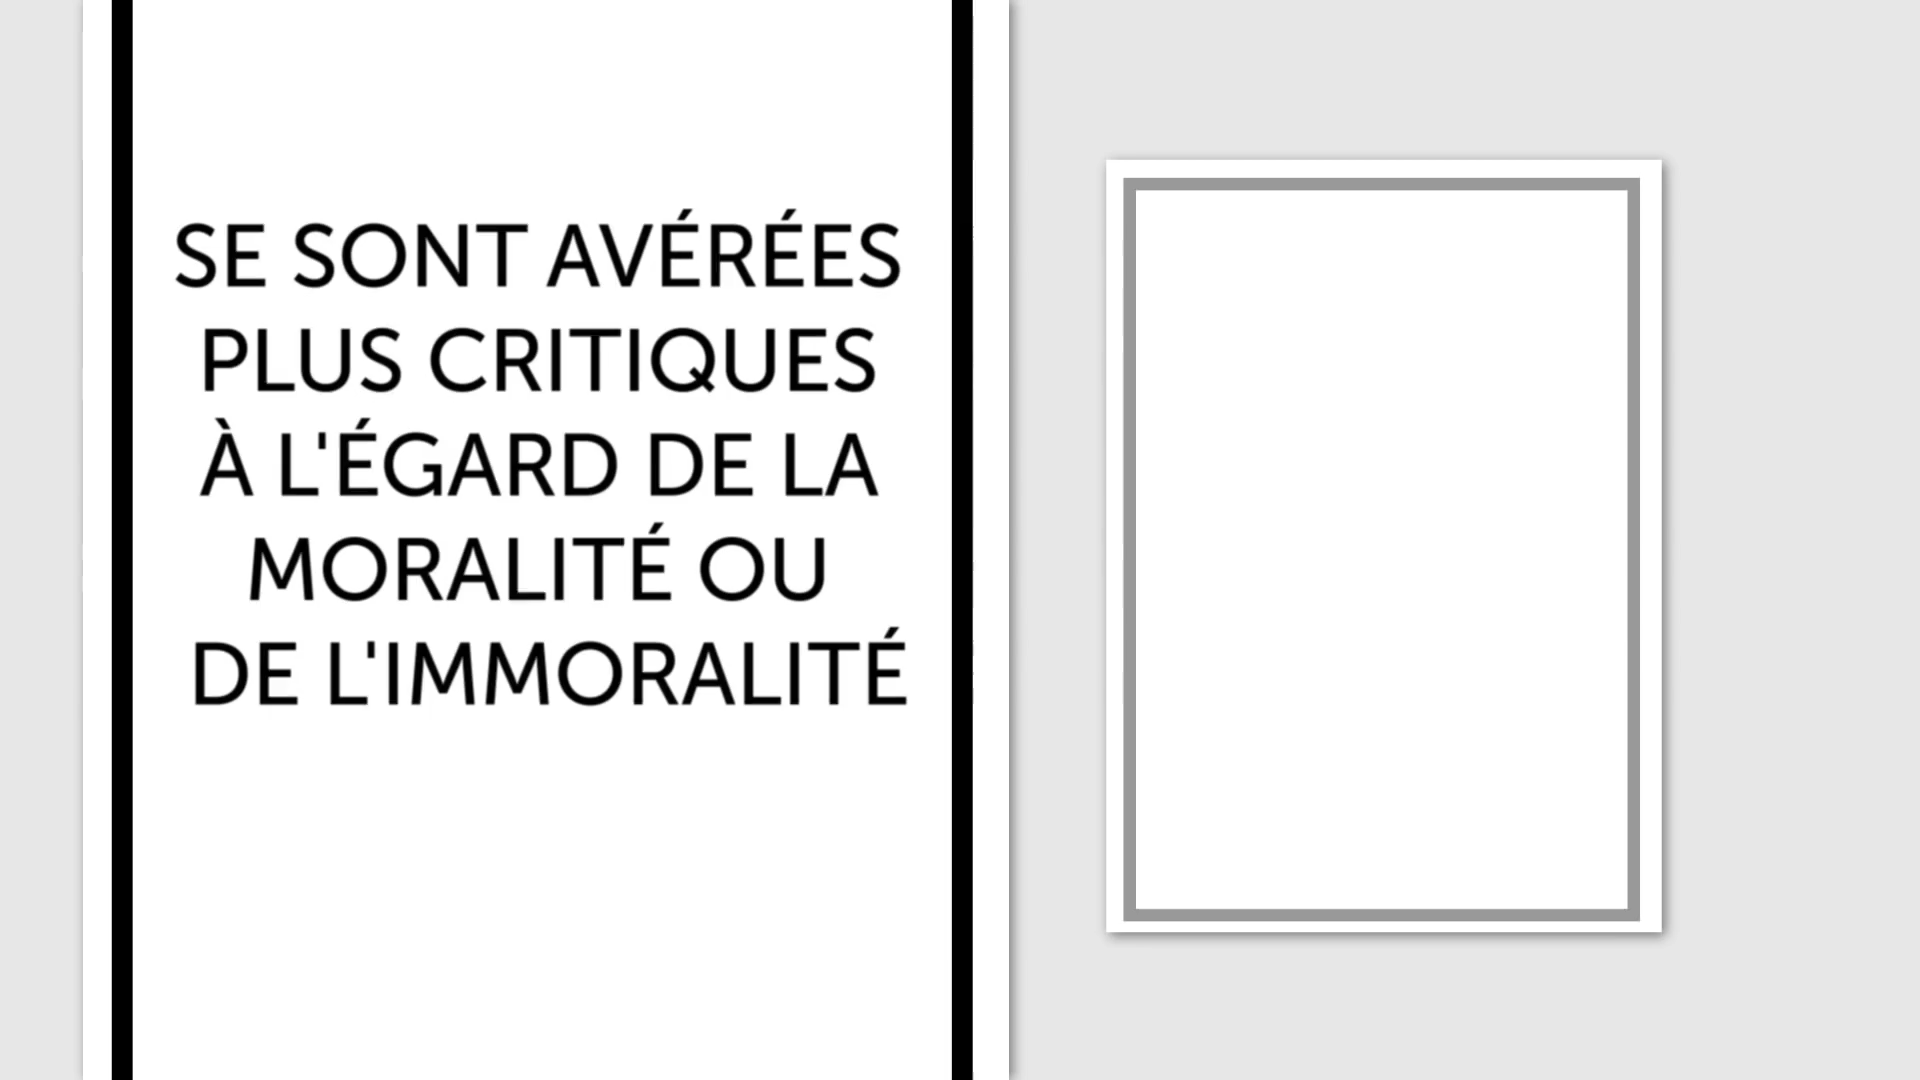 SE SONT AVÉRÉES
PLUS CRITIQUES
À L'ÉGARD DE LA
MORALITÉ OU
DE L'IMMORALITÉ